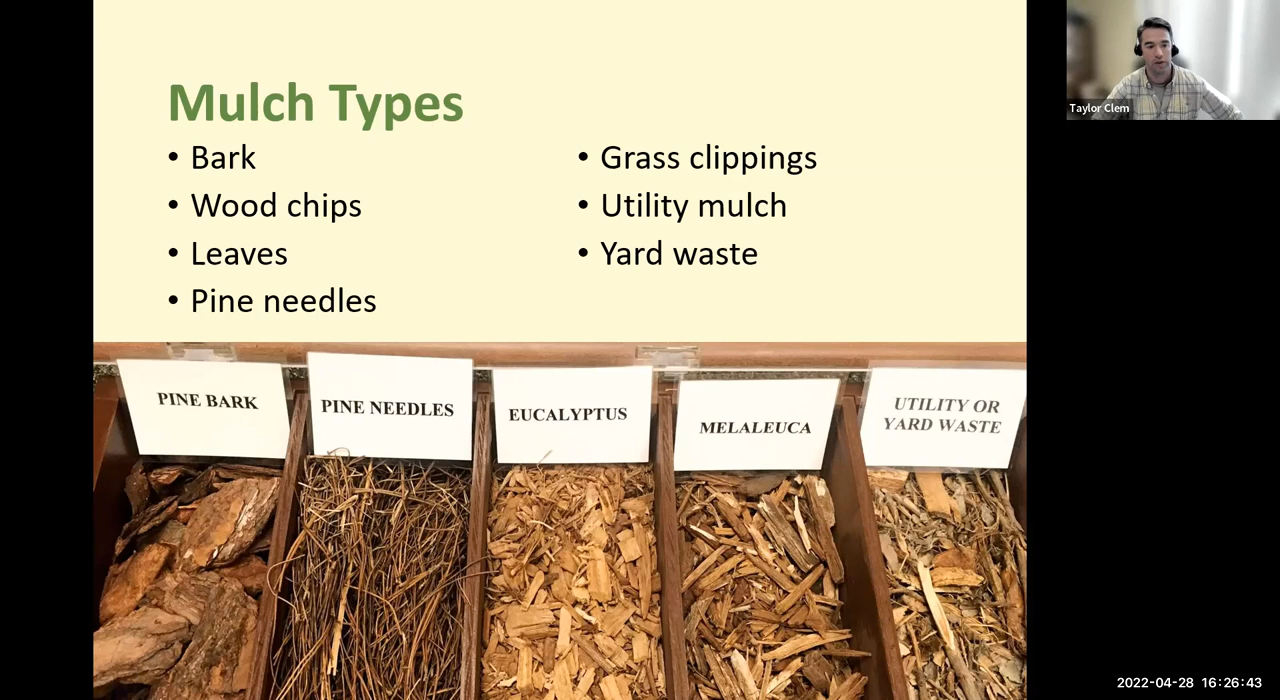 Mulch Types
• Bark
• Wood chips
• Leaves
• Pine needles
• Grass clippings
• Utility mulch
• Yard waste
PINE BARK
PINE NEEDLES
EUCALYPTUS
MELALEUCA
UTILITY OR
YARD WASTE
Taylor Clem
2022-04-28 16:26:43